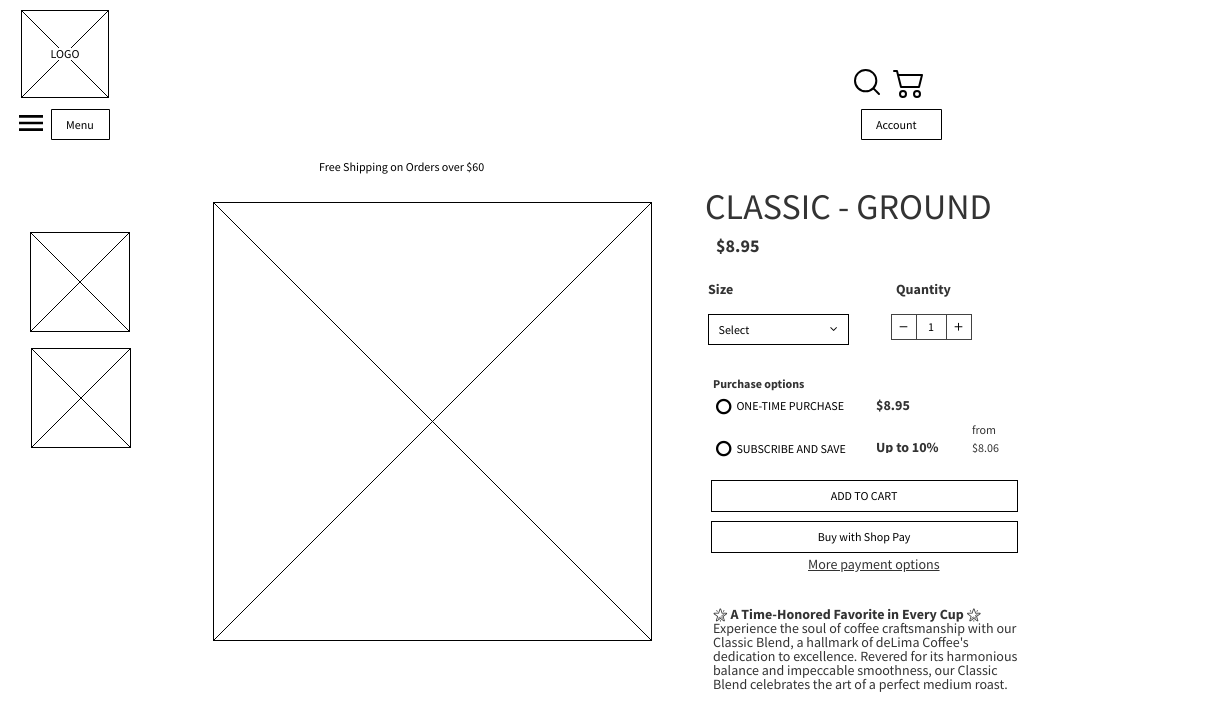 LOGO
Menu
Account
Free Shipping on Orders over $60
CLASSIC - GROUND
$8.95
Size
Quantity
Select
− 1 +
Purchase options
ONE-TIME PURCHASE $8.95
SUBSCRIBE AND SAVE Up to 10%
from
$8.06
ADD TO CART
Buy with Shop Pay
More payment options
A Time-Honored Favorite in Every Cup
Experience the soul of coffee craftsmanship with our
Classic Blend, a hallmark of deLima Coffee's
dedication to excellence. Revered for its harmonious
balance and impeccable smoothness, our Classic
Blend celebrates the art of a perfect medium roast.